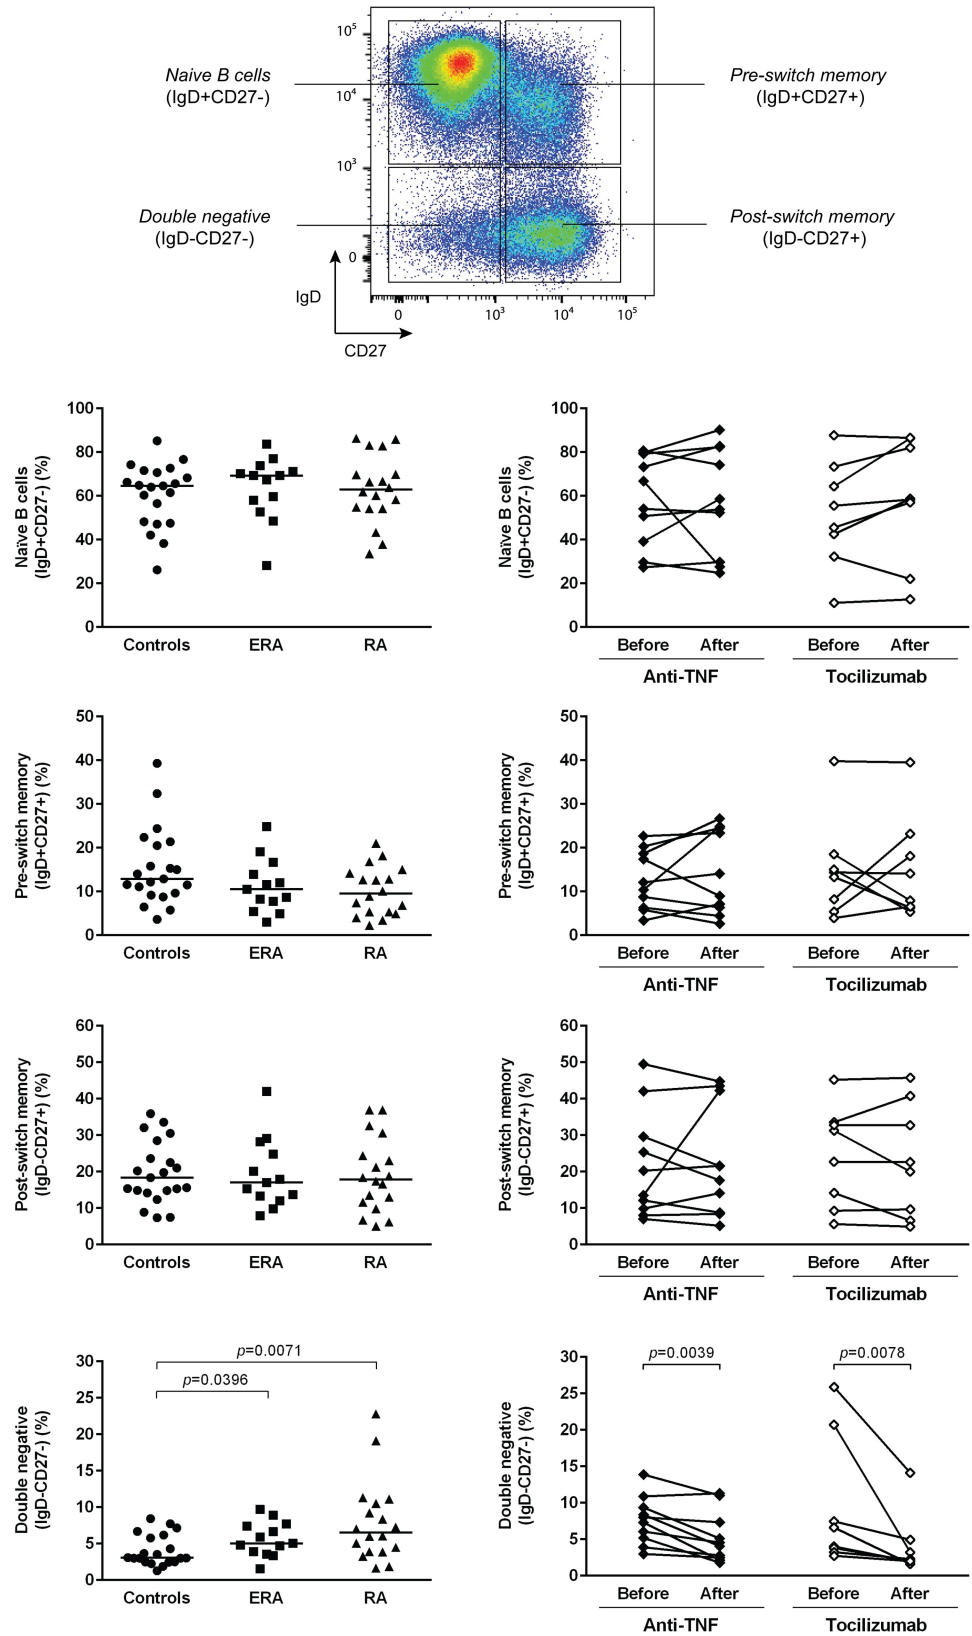 10⁵
Naive B cells
(IgD+CD27-)
Pre-switch memory
(IgD+CD27+)
10⁴
10³
Double negative
(IgD-CD27-)
Post-switch memory
(IgD-CD27+)
0
IgD
0 10³ 10⁴ 10⁵
CD27
Naïve B cells
(IgD+CD27-) (%)
100
80
60
40
20
0
Controls ERA RA
Naïve B cells
(IgD+CD27-) (%)
100
80
60
40
20
0
Before After Before After
Anti-TNF Tocilizumab
Pre-switch memory
(IgD+CD27+) (%)
50
40
30
20
10
0
Controls ERA RA
Pre-switch memory
(IgD+CD27+) (%)
50
40
30
20
10
0
Before After Before After
Anti-TNF Tocilizumab
Post-switch memory
(IgD-CD27+) (%)
60
50
40
30
20
10
0
Controls ERA RA
Post-switch memory
(IgD-CD27+) (%)
60
50
40
30
20
10
0
Before After Before After
Anti-TNF Tocilizumab
Double negative
(IgD-CD27-) (%)
30
25
20
15
10
5
0
p=0.0071
p=0.0396
Controls ERA RA
Double negative
(IgD-CD27-) (%)
30
25
20
15
10
5
0
p=0.0039 p=0.0078
Before After Before After
Anti-TNF Tocilizumab